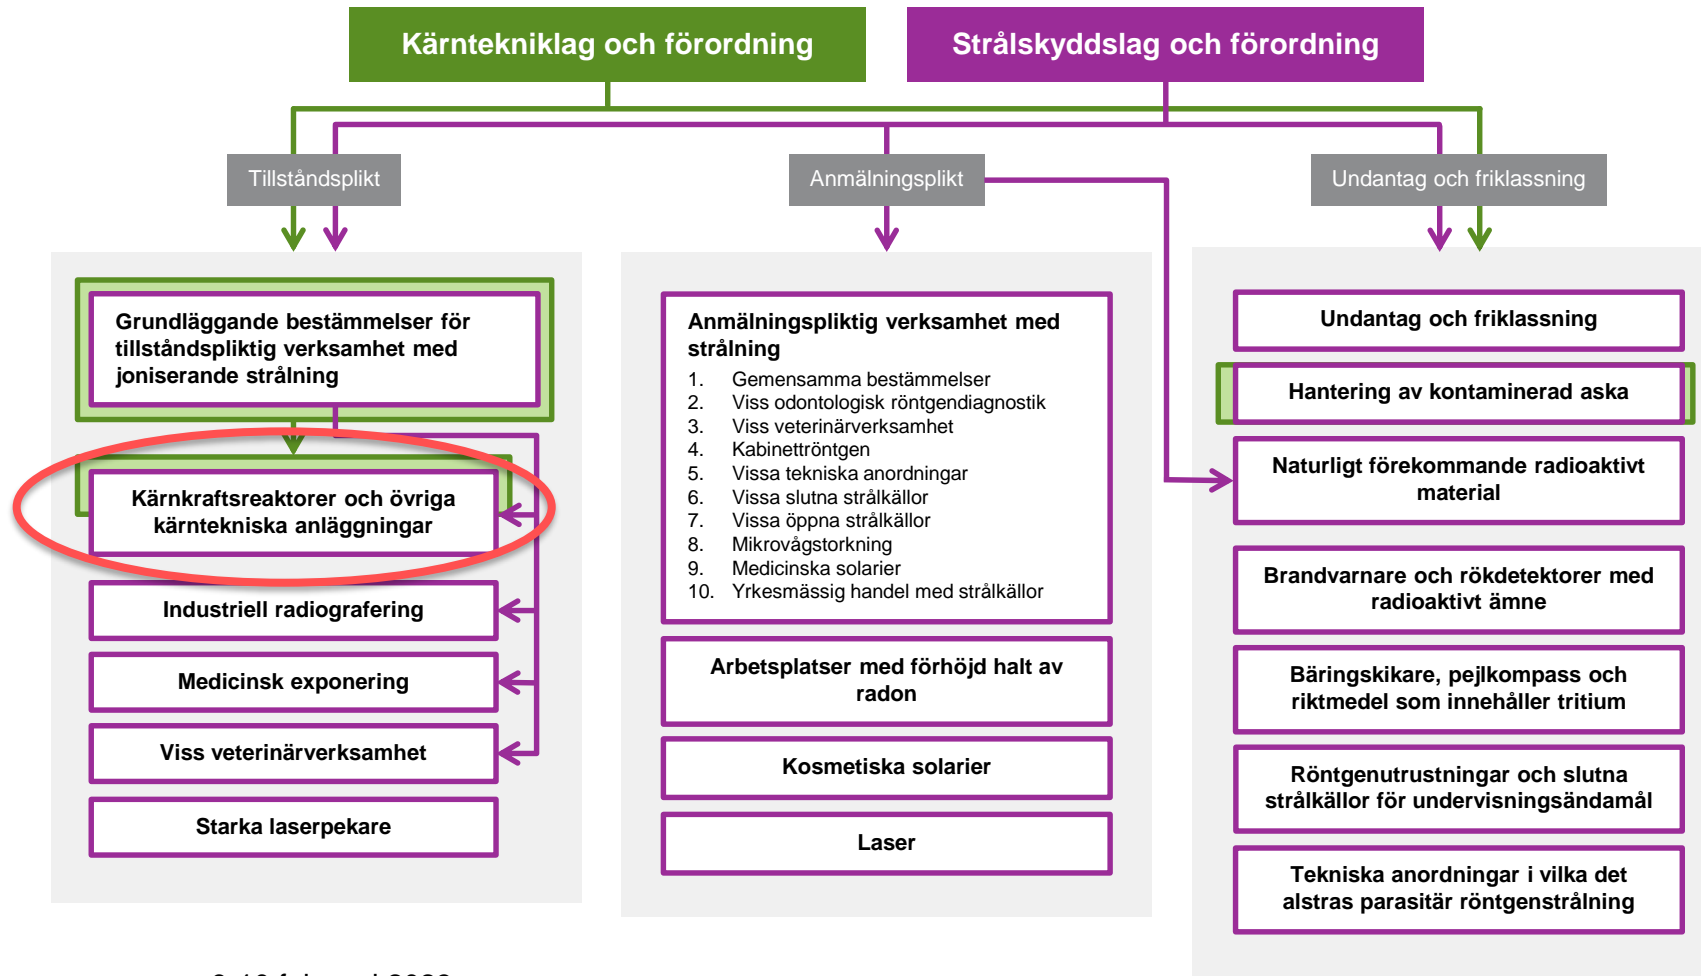 Kärntekniklag och förordning
Strålskyddslag och förordning
Tillståndsplikt
Anmälningsplikt
Undantag och friklassning
Grundläggande bestämmelser för
tillståndspliktig verksamhet med
joniserande strålning
Kärnkraftsreaktorer och övriga
kärntekniska anläggningar
Industriell radiografering
Medicinsk exponering
Viss veterinärverksamhet
Starka laserpekare
Anmälningspliktig verksamhet med
strålning
1. Gemensamma bestämmelser
2. Viss odontologisk röntgendiagnostik
3. Viss veterinärverksamhet
4. Kabinettröntgen
5. Vissa tekniska anordningar
6. Vissa slutna strålkällor
7. Vissa öppna strålkällor
8. Mikrovågstorkning
9. Medicinska solarier
10. Yrkesmässig handel med strålkällor
Arbetsplatser med förhöjd halt av
radon
Kosmetiska solarier
Laser
Undantag och friklassning
Hantering av kontaminerad aska
Naturligt förekommande radioaktivt
material
Brandvarnare och rökdetektorer med
radioaktivt ämne
Bäringskikare, pejlkompass och
riktmedel som innehåller tritium
Röntgenutrustningar och slutna
strålkällor för undervisningsändamål
Tekniska anordningar i vilka det
alstras parasitär röntgenstrålning